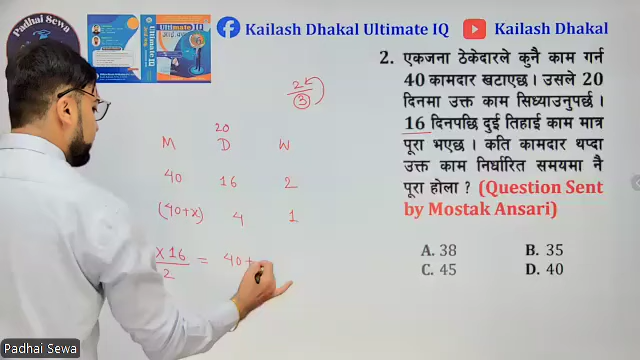 Padhai Sewa
Ultimate IQ
Kailash Dhakal Ultimate IQ
Kailash Dhakal
2. एकजना ठेकेदारले कुनै काम गर्न
40 कामदार खटाएछ । उसले 20
दिनमा उक्त काम सिध्याउनुपर्छ ।
16 दिनपछि दुई तिहाई काम मात्र
पूरा भएछ । कति कामदार थप्दा
उक्त काम निर्धारित समयमा नै
पूरा होला ? (Question Sent
by Mostak Ansari)
A. 38 B. 35
C. 45 D. 40
2
3
20
M D W
40 16 2
(40+x) 4 1
x 16 = 40+
2
Padhai Sewa